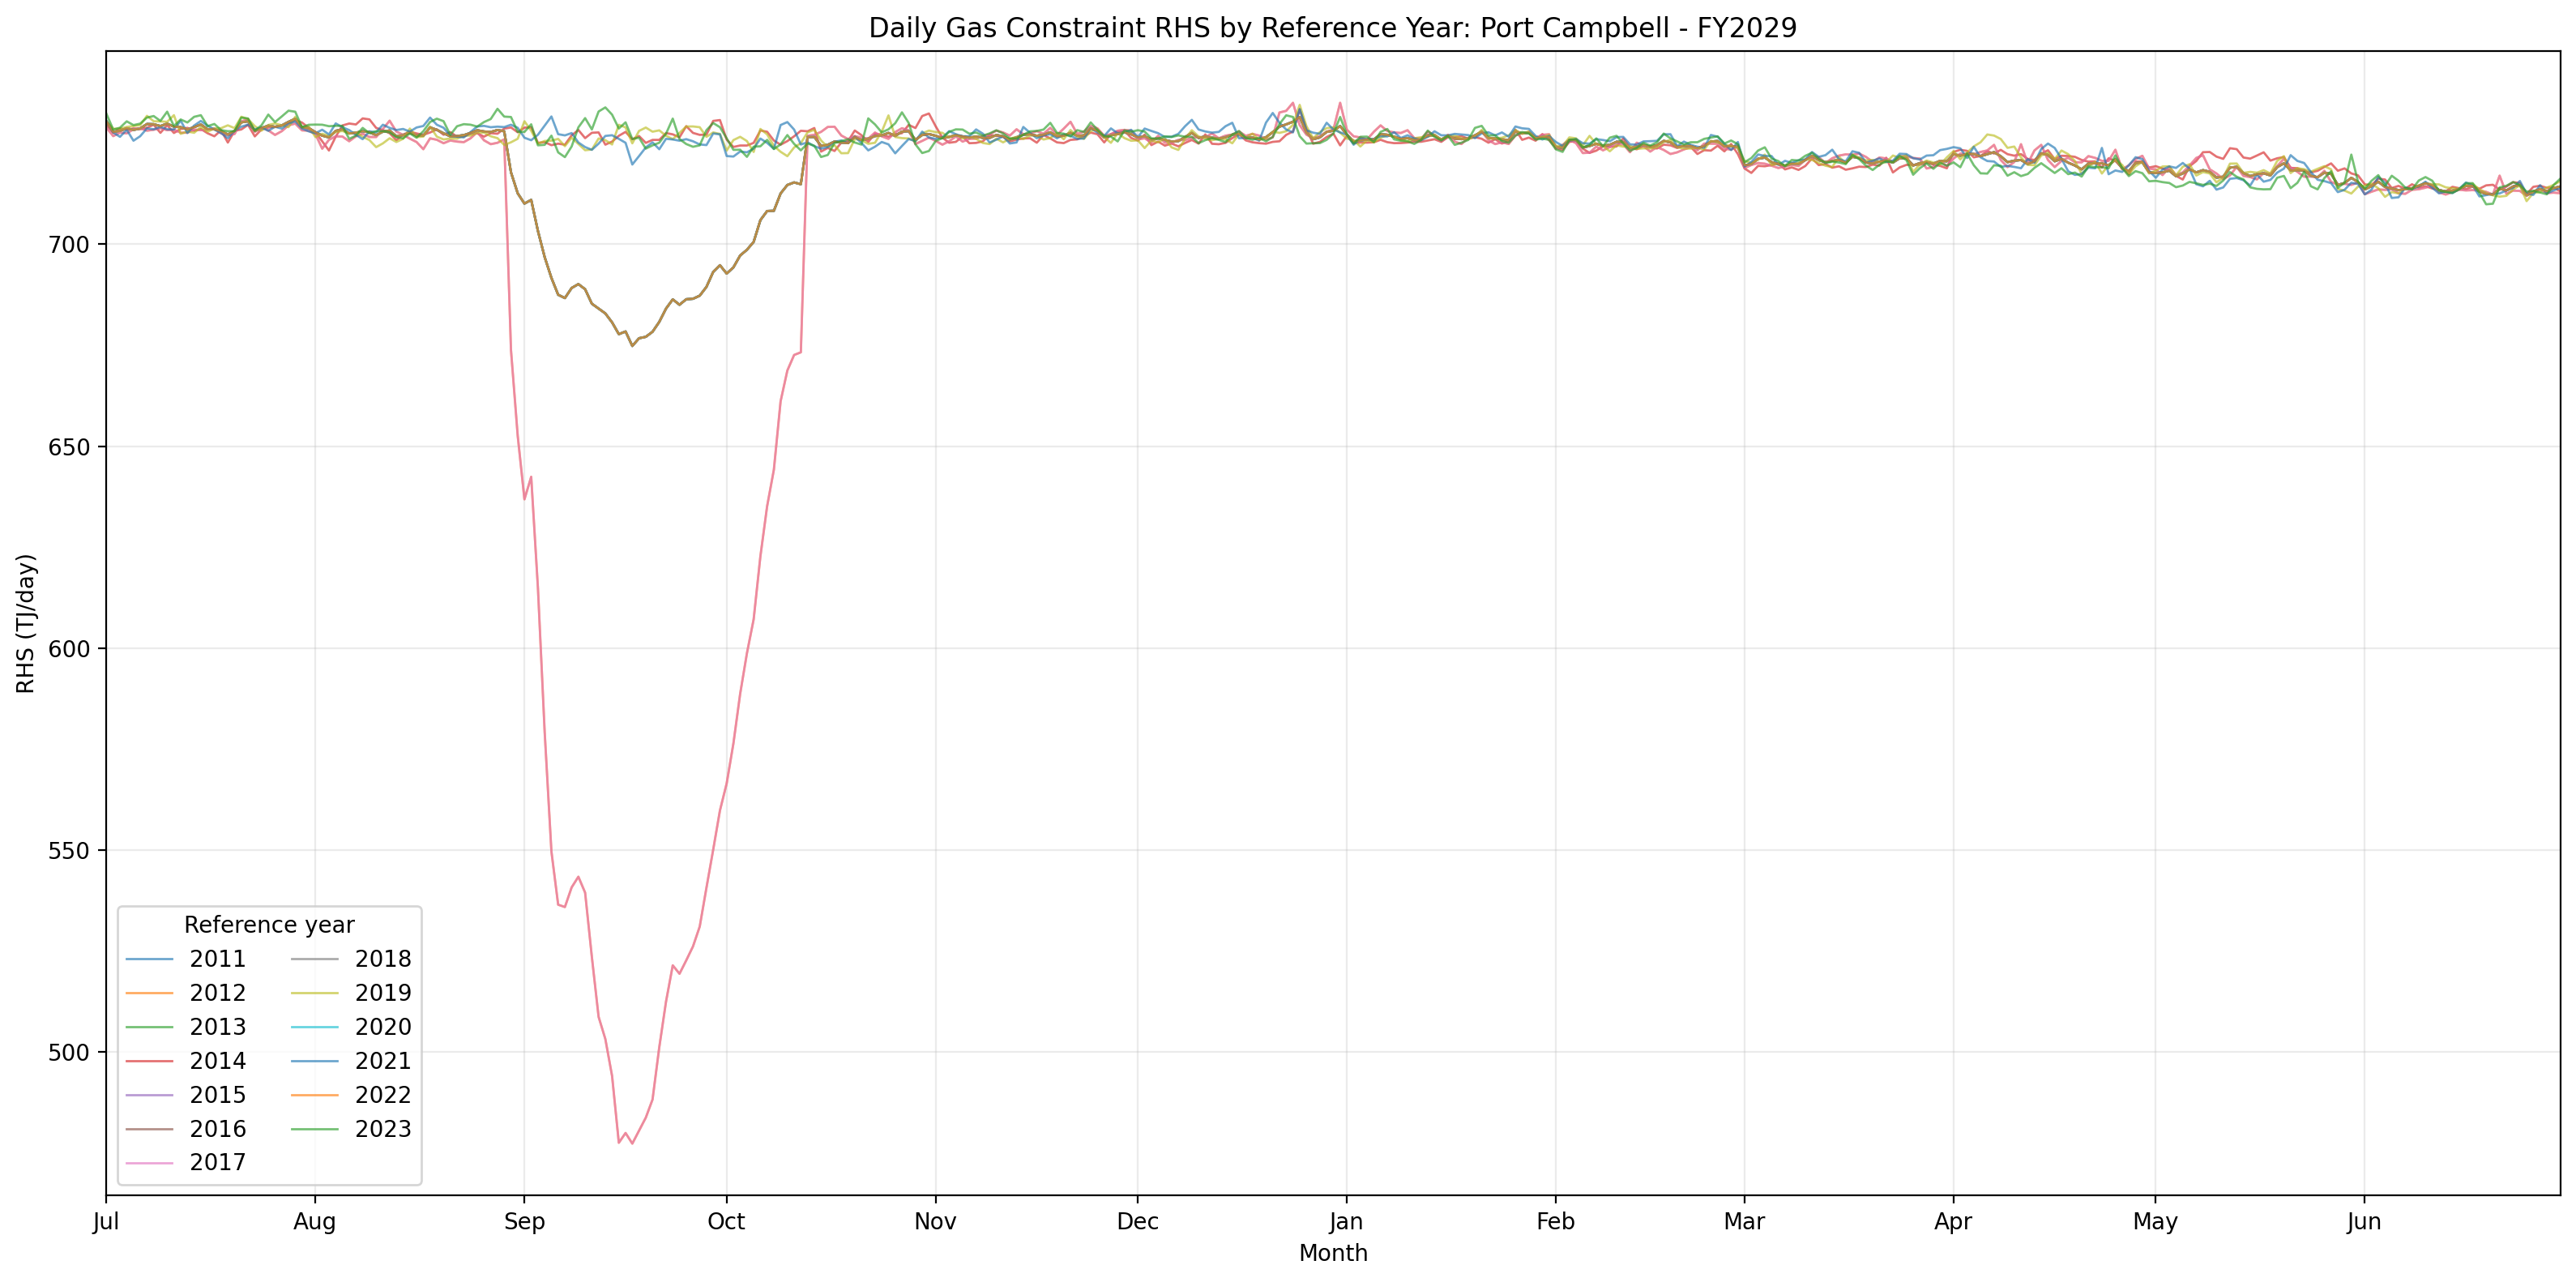 Daily Gas Constraint RHS by Reference Year: Port Campbell - FY2029
RHS (TJ/day)
700
650
600
550
500
Reference year
2011 2018
2012 2019
2013 2020
2014 2021
2015 2022
2016 2023
2017
Jul Aug Sep Oct Nov Dec Jan Feb Mar Apr May Jun
Month